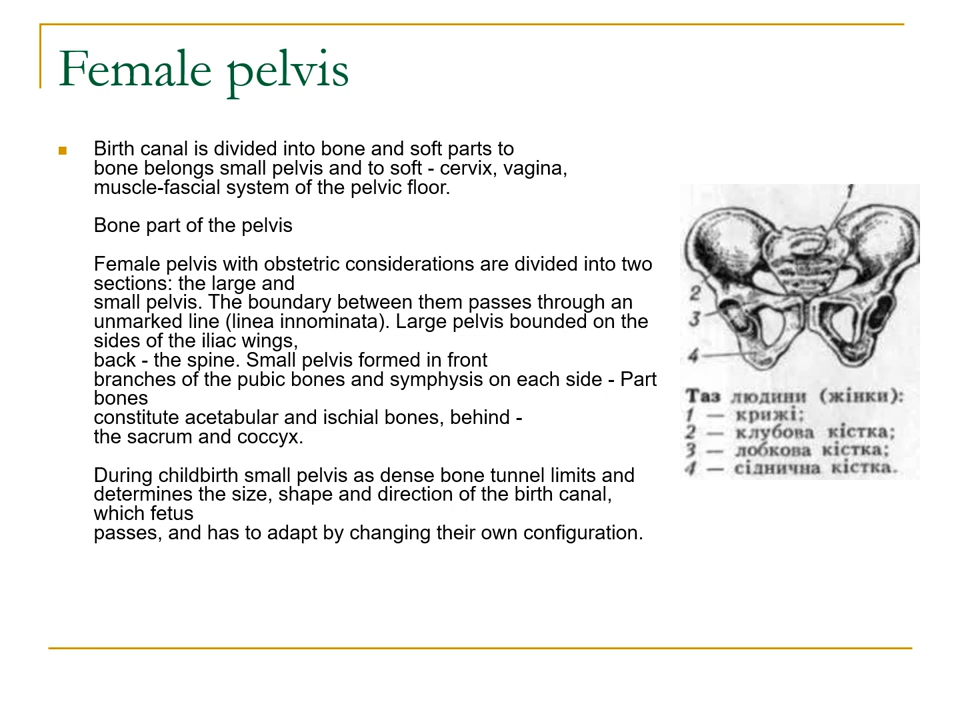 Female pelvis
Birth canal is divided into bone and soft parts to
bone belongs small pelvis and to soft - cervix, vagina,
muscle-fascial system of the pelvic floor.
Bone part of the pelvis
Female pelvis with obstetric considerations are divided into two
sections: the large and
small pelvis. The boundary between them passes through an
unmarked line (linea innominata). Large pelvis bounded on the
sides of the iliac wings,
back - the spine. Small pelvis formed in front
branches of the pubic bones and symphysis on each side - Part
bones
constitute acetabular and ischial bones, behind -
the sacrum and coccyx.
During childbirth small pelvis as dense bone tunnel limits and
determines the size, shape and direction of the birth canal,
which fetus
passes, and has to adapt by changing their own configuration.
1
2
3
4
Таз людини (жінки):
1 — крижі;
2 — клубова кістка;
3 — лобкова кістка;
4 — сіднична кістка.